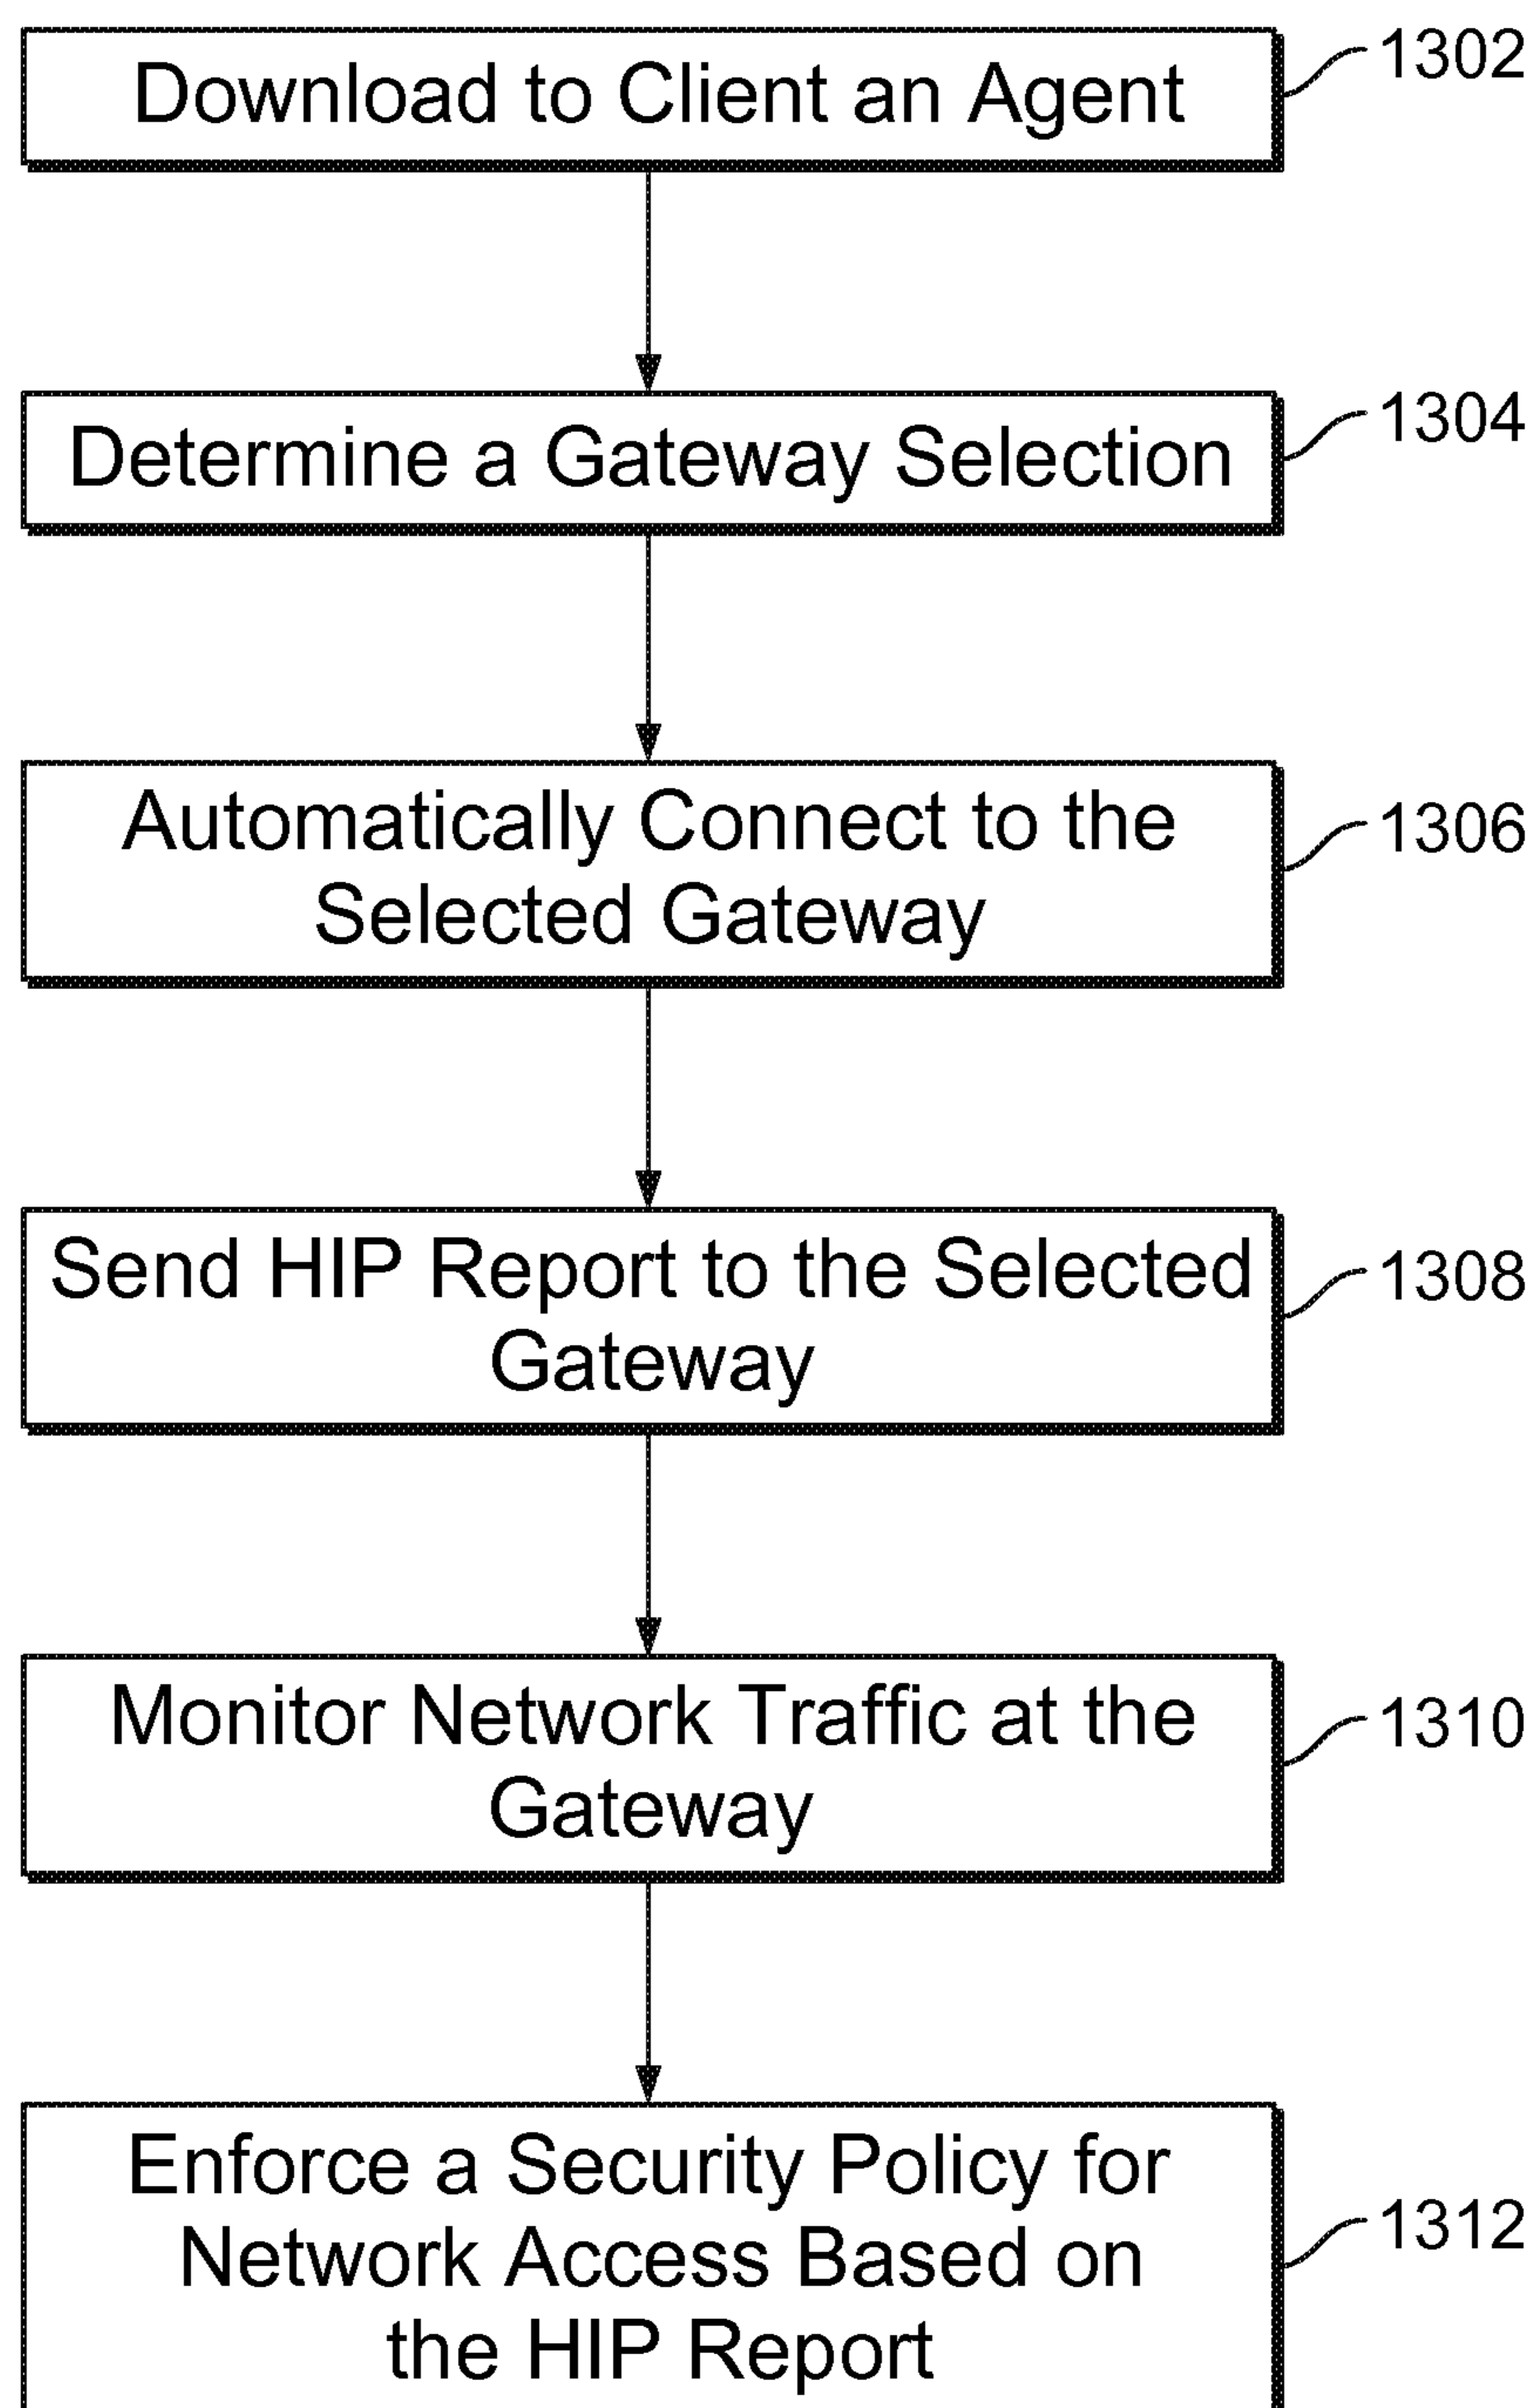 Download to Client an Agent
1302
Determine a Gateway Selection
1304
Automatically Connect to the
Selected Gateway
1306
Send HIP Report to the Selected
Gateway
1308
Monitor Network Traffic at the
Gateway
1310
Enforce a Security Policy for
Network Access Based on
the HIP Report
1312